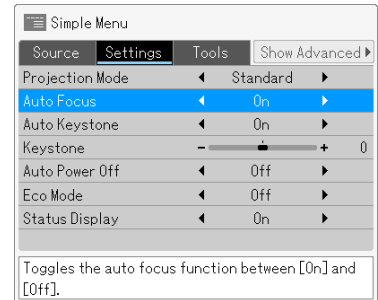 Simple Menu
Source Settings Tools Show Advanced
Projection Mode Standard
Auto Focus On
Auto Keystone On
Keystone - + 0
Auto Power Off Off
Eco Mode Off
Status Display On
Toggles the auto focus function between [On] and
[Off].